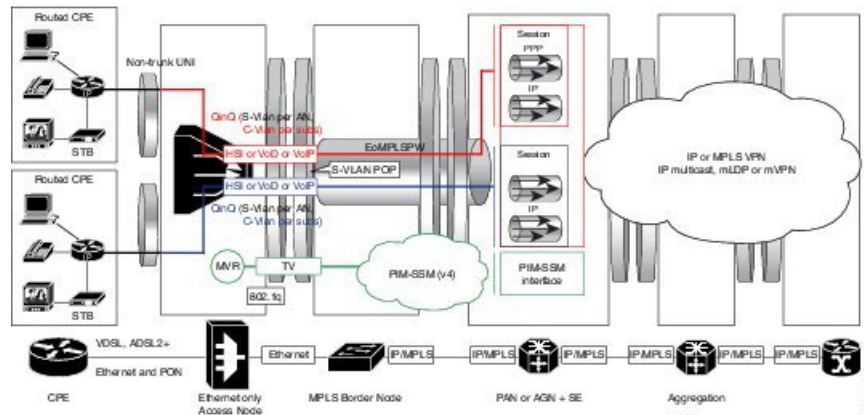 Routed CPE
IP
STB
Non-trunk UNI
QinQ (S-Vlan per AN,
C-Vlan per subs)
HSI or VoD or VoIP
EoMPLSPW
S-VLAN POP
HSI or VoD or VoIP
QinQ (S-Vlan per AN,
C-Vlan per subs)
Session
PPP
IP
Session
IP
IP or MPLS VPN
IP multicast, mLDP or mVPN
Routed CPE
IP
STB
MVR
TV
802.1q
PIM-SSM (v4)
PIM-SSM
interface
VDSL, ADSL2+
Ethernet and PON
Ethernet
IP/MPLS
IP/MPLS
IP/MPLS
IP/MPLS
IP/MPLS
IP/MPLS
CPE
Ethernet only
Access Node
MPLS Border Node
PAN or AGN + SE
Aggregation